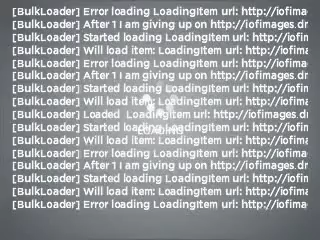 [BulkLoader] Error loading LoadingItem url: http://iofima
[BulkLoader] After 1 I am giving up on http://iofimages.dr
[BulkLoader] Started loading LoadingItem url: http://iofin
[BulkLoader] Will load item: LoadingItem url: http://iofima
[BulkLoader] Error loading LoadingItem url: http://iofima
[BulkLoader] After 1 I am giving up on http://iofimages.dr
[BulkLoader] Started loading LoadingItem url: http://iofin
[BulkLoader] Will load item: LoadingItem url: http://iofima
[BulkLoader] Loaded LoadingItem url: http://iofimages.dr
[BulkLoader] Started loading LoadingItem url: http://iofin
LOADING
[BulkLoader] Will load item: LoadingItem url: http://iofima
[BulkLoader] Error loading LoadingItem url: http://iofima
[BulkLoader] After 1 I am giving up on http://iofimages.dr
[BulkLoader] Started loading LoadingItem url: http://iofin
[BulkLoader] Will load item: LoadingItem url: http://iofima
[BulkLoader] Error loading LoadingItem url: http://iofima